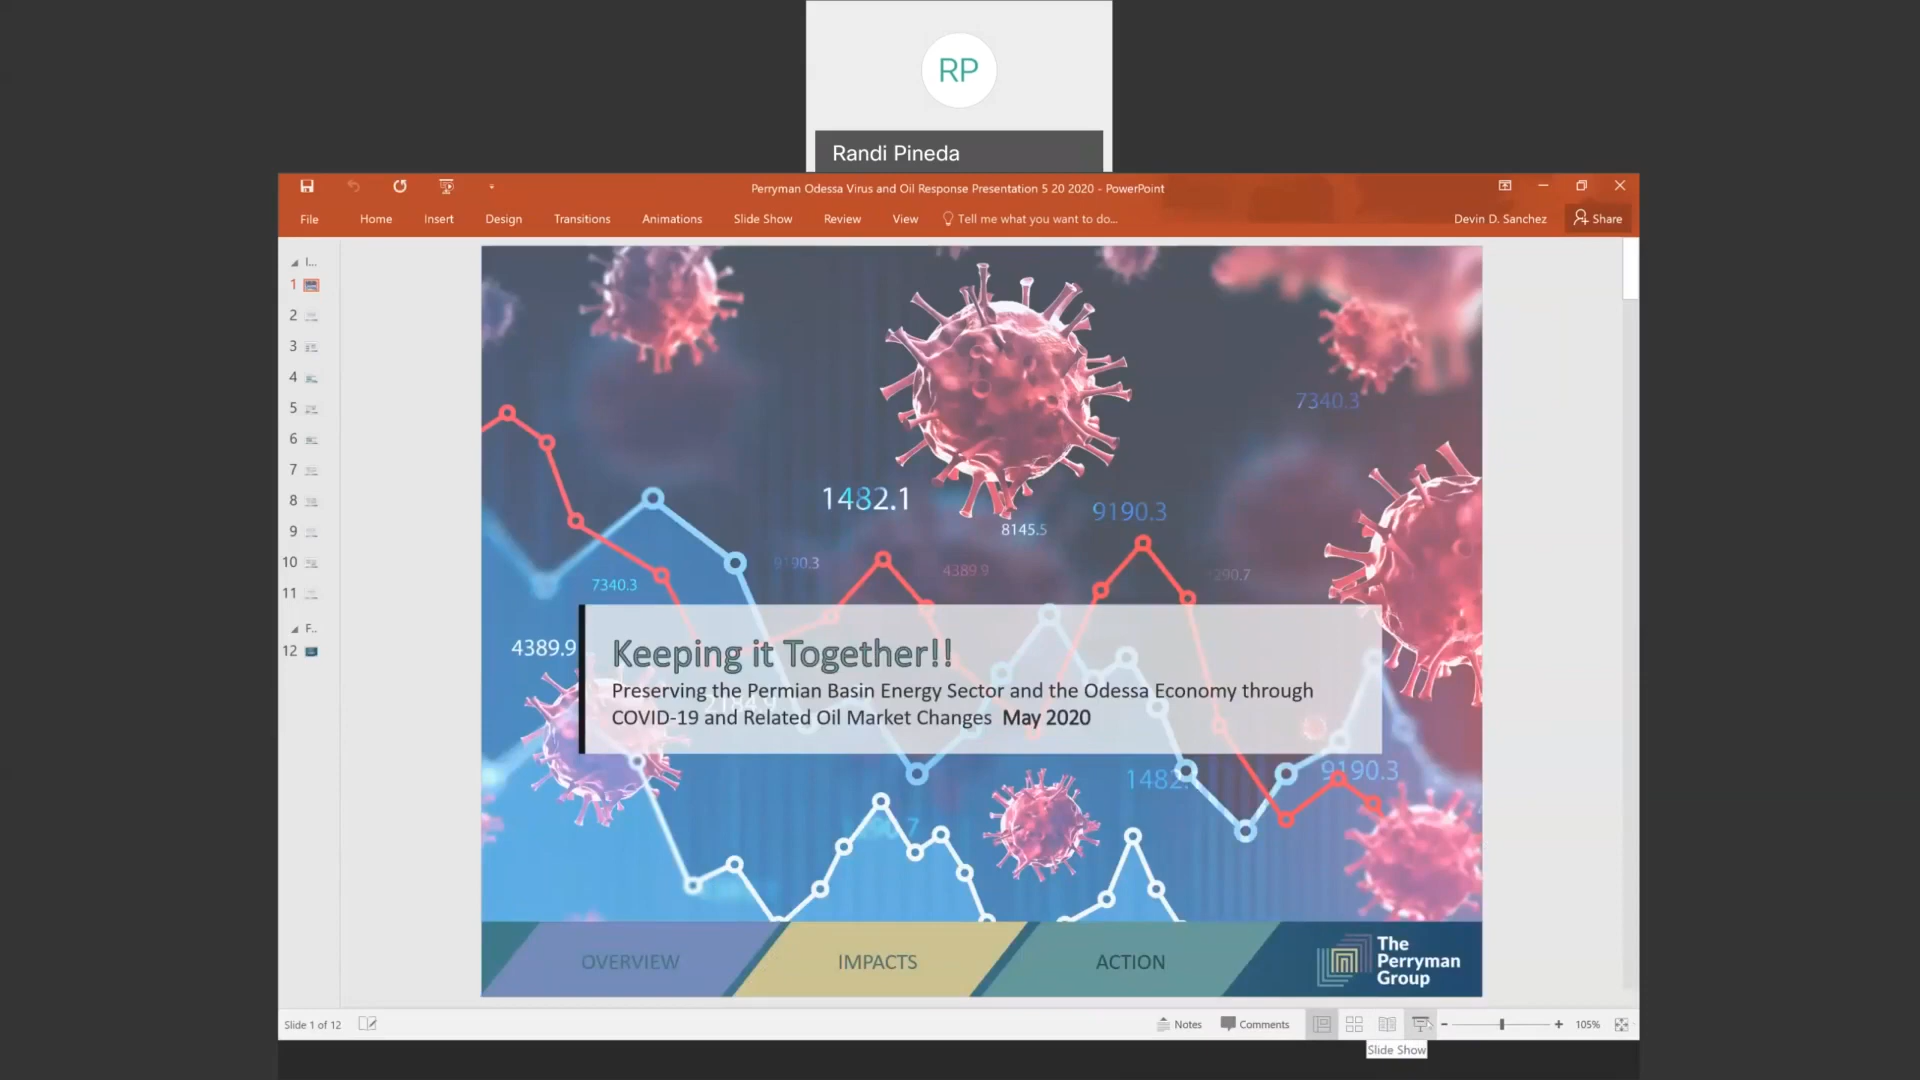 RP
Randi Pineda
Perryman Odessa Virus and Oil Response Presentation 5 20 2020 - PowerPoint
File Home Insert Design Transitions Animations Slide Show Review View Tell me what you want to do... Devin D. Sanchez Share
I...
1
2
3
4
5
6
7
8
9
10
11
F..
12
7340.3
1482.1
9190.3
8145.5
9190.3
4389.9
290.7
7340.3
4389.9
Keeping it Together!!
Preserving the Permian Basin Energy Sector and the Odessa Economy through
2184.9
COVID-19 and Related Oil Market Changes May 2020
1482.
9190.3
OVERVIEW IMPACTS ACTION
The
Perryman
Group
Slide 1 of 12 Notes Comments 105%
Slide Show